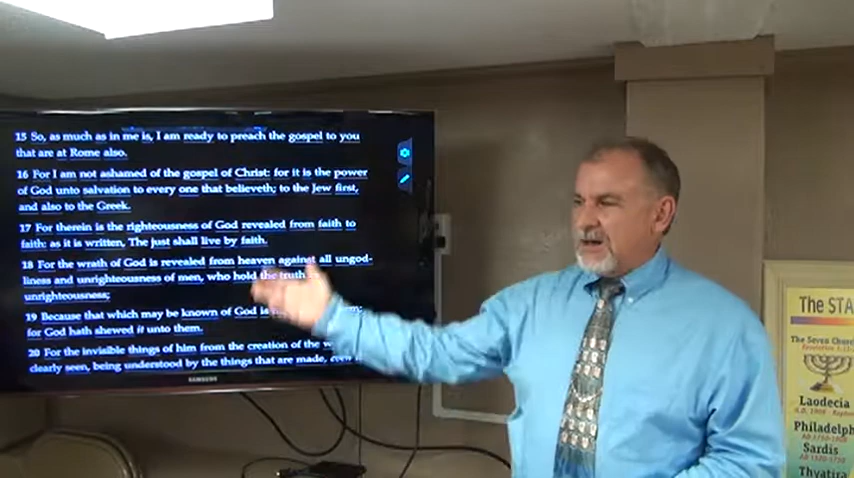 15 So, as much as in me is, I am ready to preach the gospel to you
that are at Rome also.
16 For I am not ashamed of the gospel of Christ: for it is the power
of God unto salvation to every one that believeth; to the Jew first,
and also to the Greek.
17 For therein is the righteousness of God revealed from faith to
faith: as it is written, The just shall live by faith.
18 For the wrath of God is revealed from heaven against all ungod-
liness and unrighteousness of men, who hold the truth
unrighteousness;
19 Because that which may be known of God is
for God hath shewed it unto them.
20 For the invisible things of him from the creation of the
clearly seen, being understood by the things that are made,
SAMSUNG
The STA
The Seven Churc
Laodecia
Philadelph
Sardis
Thyatira